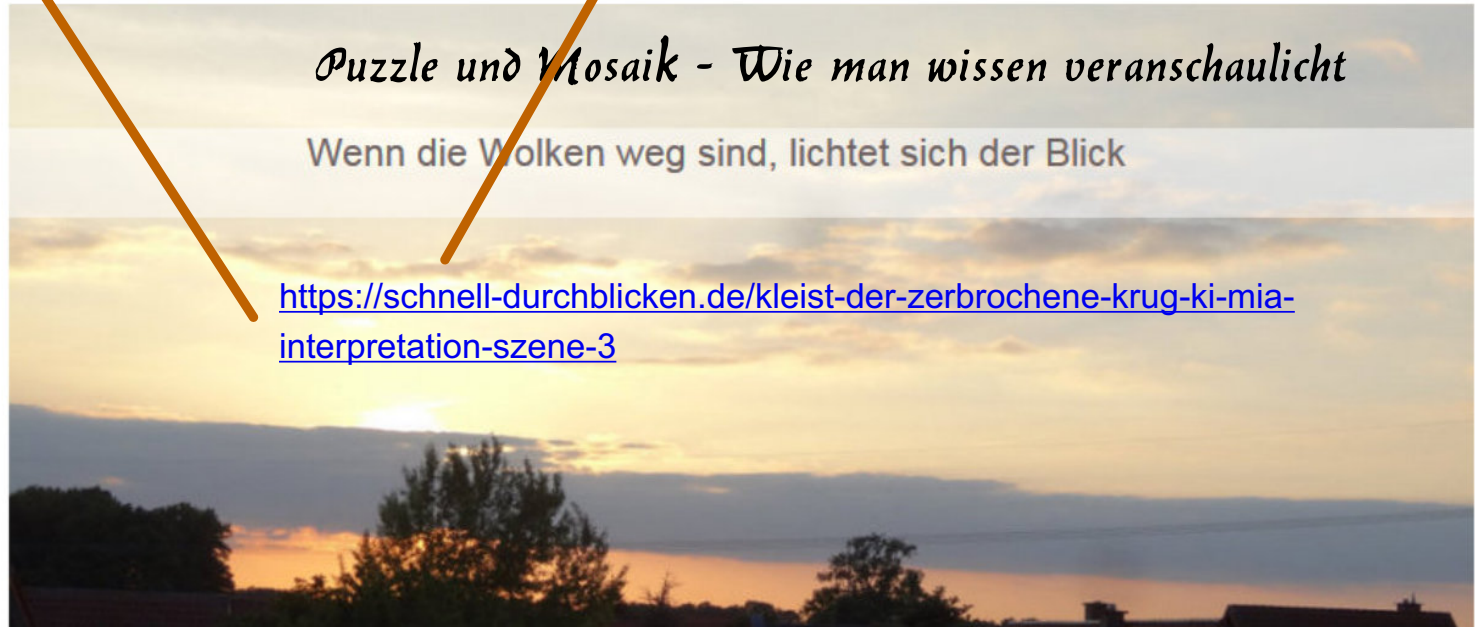 Puzzle und Mosaik - Wie man wissen veranschaulicht
Wenn die Wolken weg sind, lichtet sich der Blick
https://schnell-durchblicken.de/kleist-der-zerbrochene-krug-ki-mia-
interpretation-szene-3